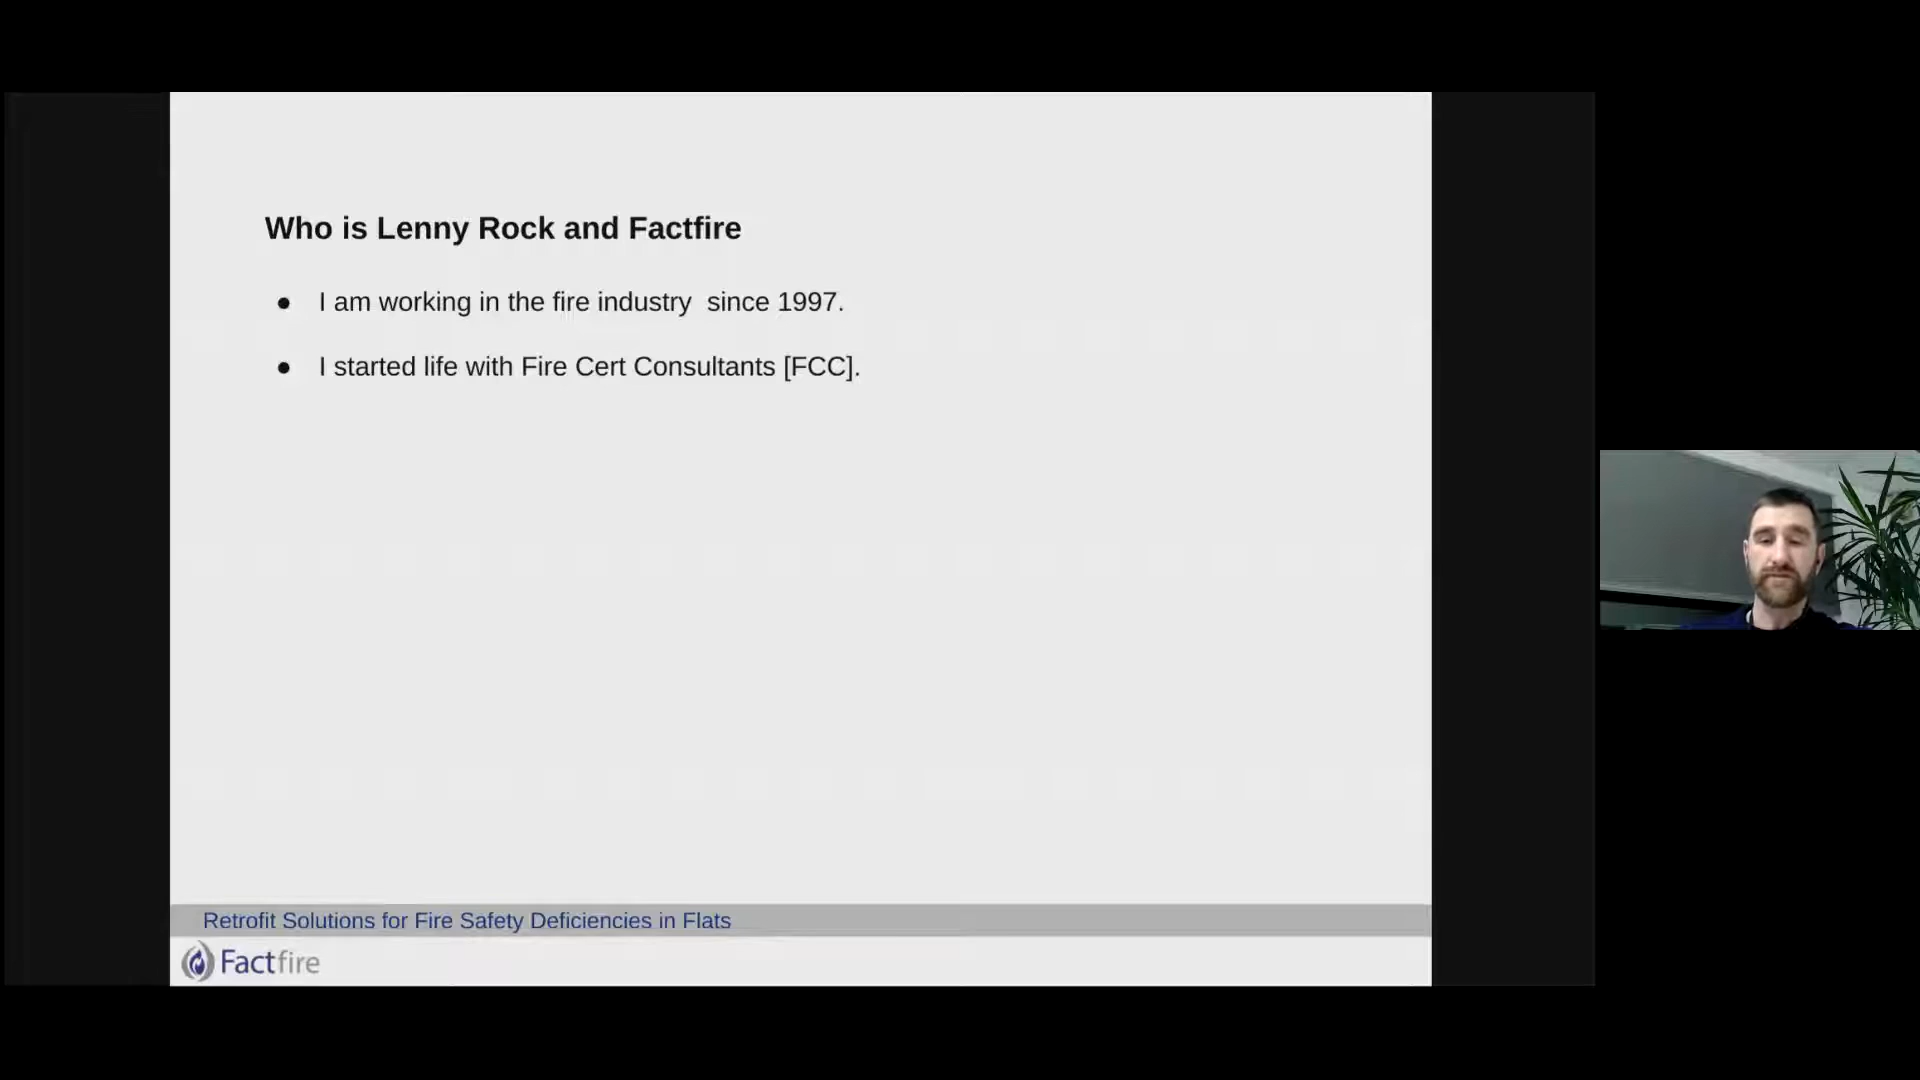 Who is Lenny Rock and Factfire
● I am working in the fire industry  since 1997.
● I started life with Fire Cert Consultants [FCC].
Retrofit Solutions for Fire Safety Deficiencies in Flats
Factfire